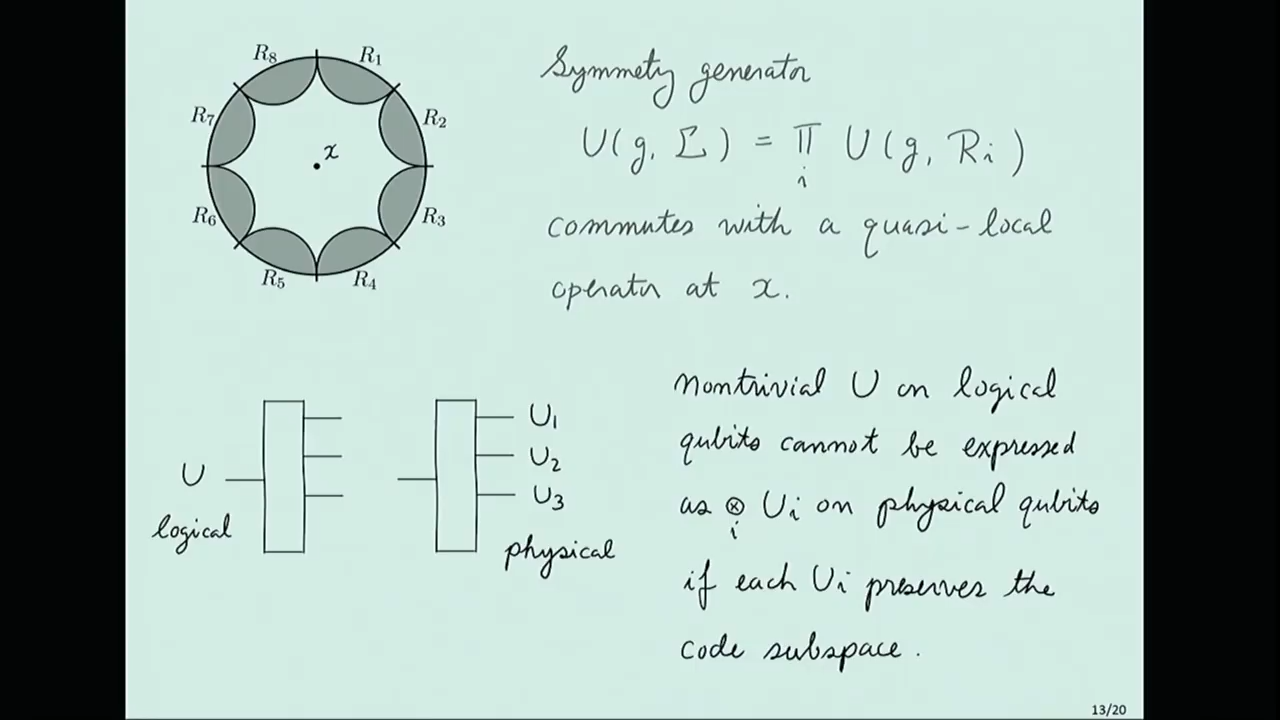 R₈ R₁
R₇ R₂
x
R₆ R₃
R₅ R₄
Symmety generator
U(g, Σ) = Π U(g, Ri)
i
commutes with a quasi-local
operator at x.
U
logical
U₁
U₂
U₃
physical
Nontrivial U on logical
qubits cannot be expressed
as ⊗ Ui on physical qubits
i
if each Ui preserves the
code subspace.
13/20